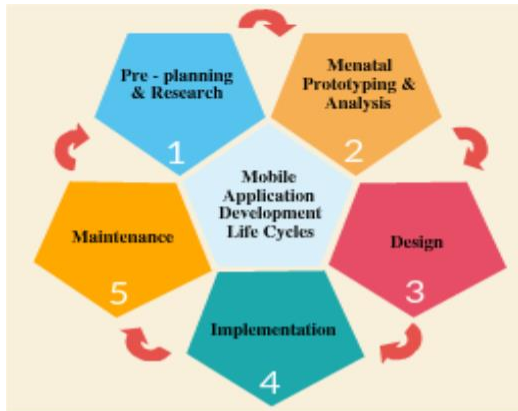 Pre - planning
& Research
1
Menatal
Prototyping &
Analysis
2
Mobile
Application
Development
Life Cycles
Design
3
Implementation
4
Maintenance
5